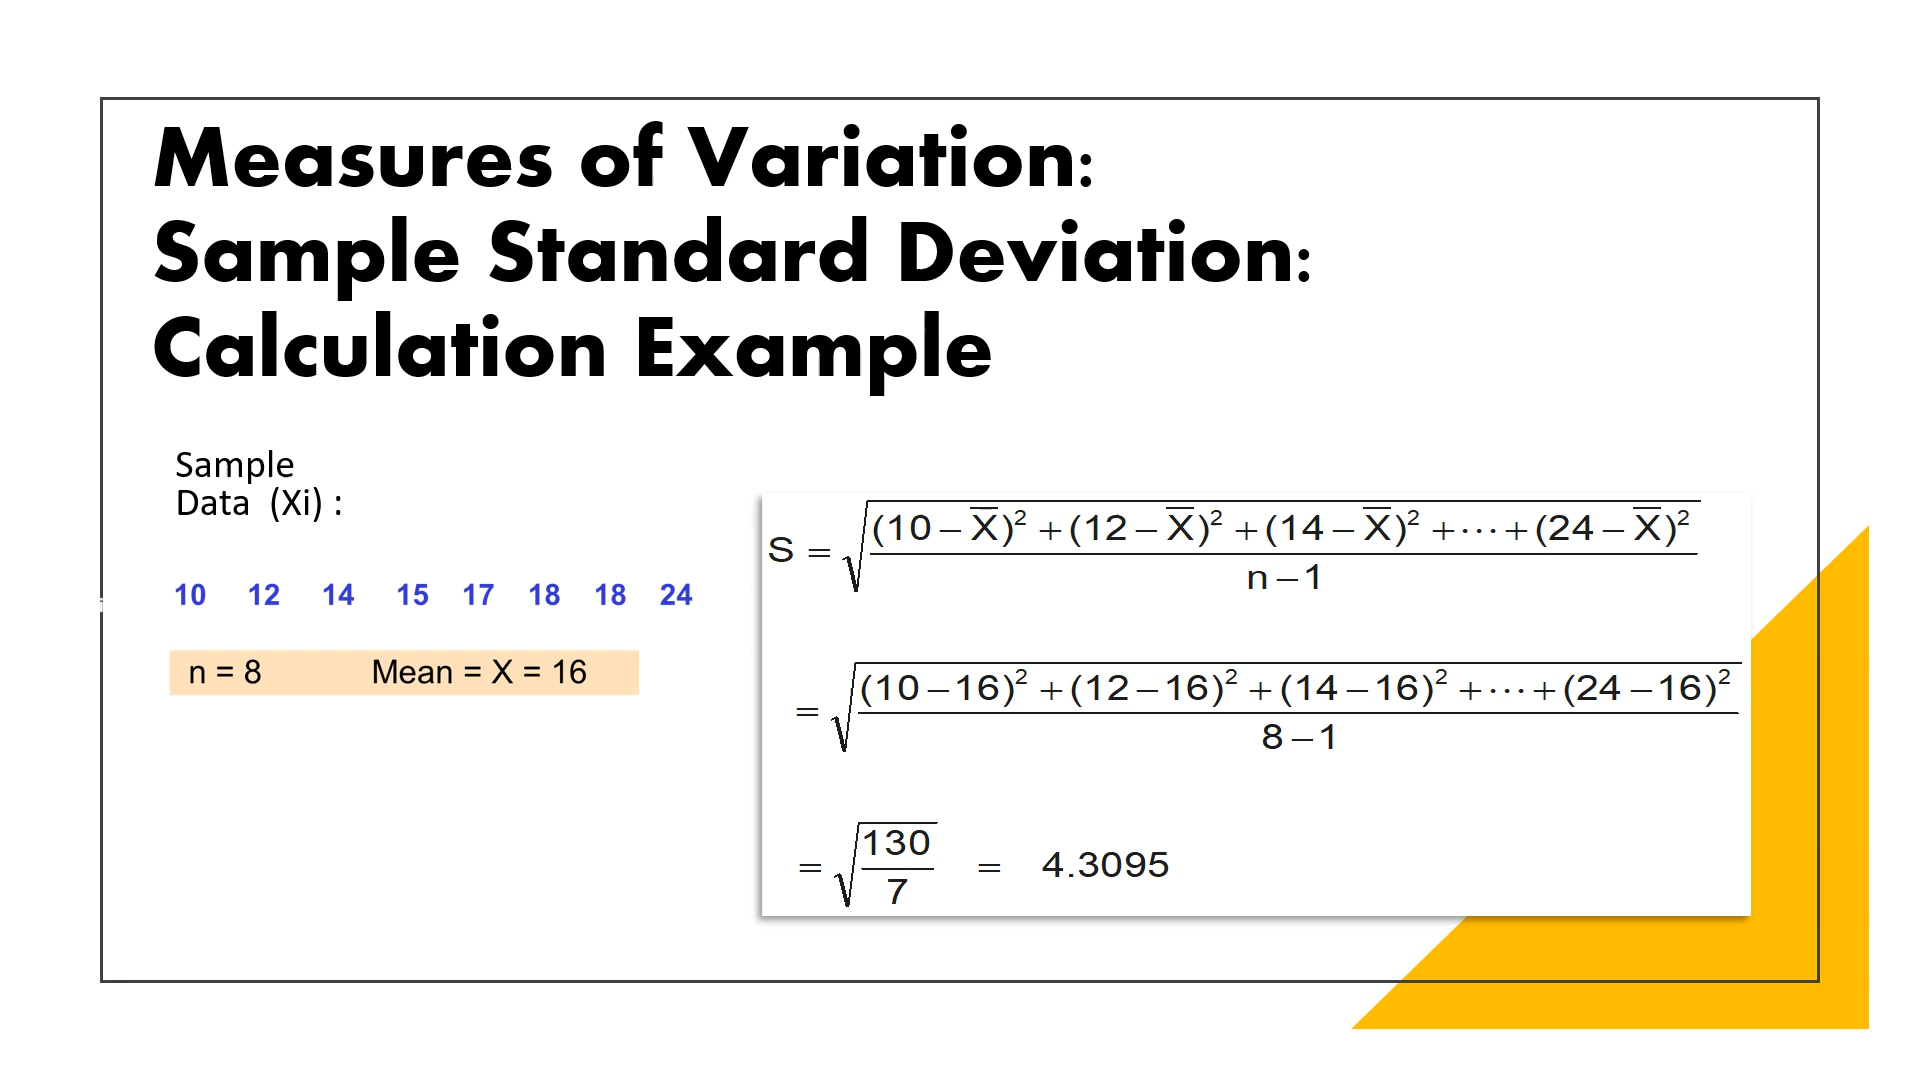 Measures of Variation:
Sample Standard Deviation:
Calculation Example
Sample
Data (Xi) :
10 12 14 15 17 18 18 24
n = 8 Mean = X = 16
S = √((10 − X̅)² + (12 − X̅)² + (14 − X̅)² + ··· + (24 − X̅)² / n − 1)
= √((10 − 16)² + (12 − 16)² + (14 − 16)² + ··· + (24 − 16)² / 8 − 1)
= √(130 / 7) = 4.3095